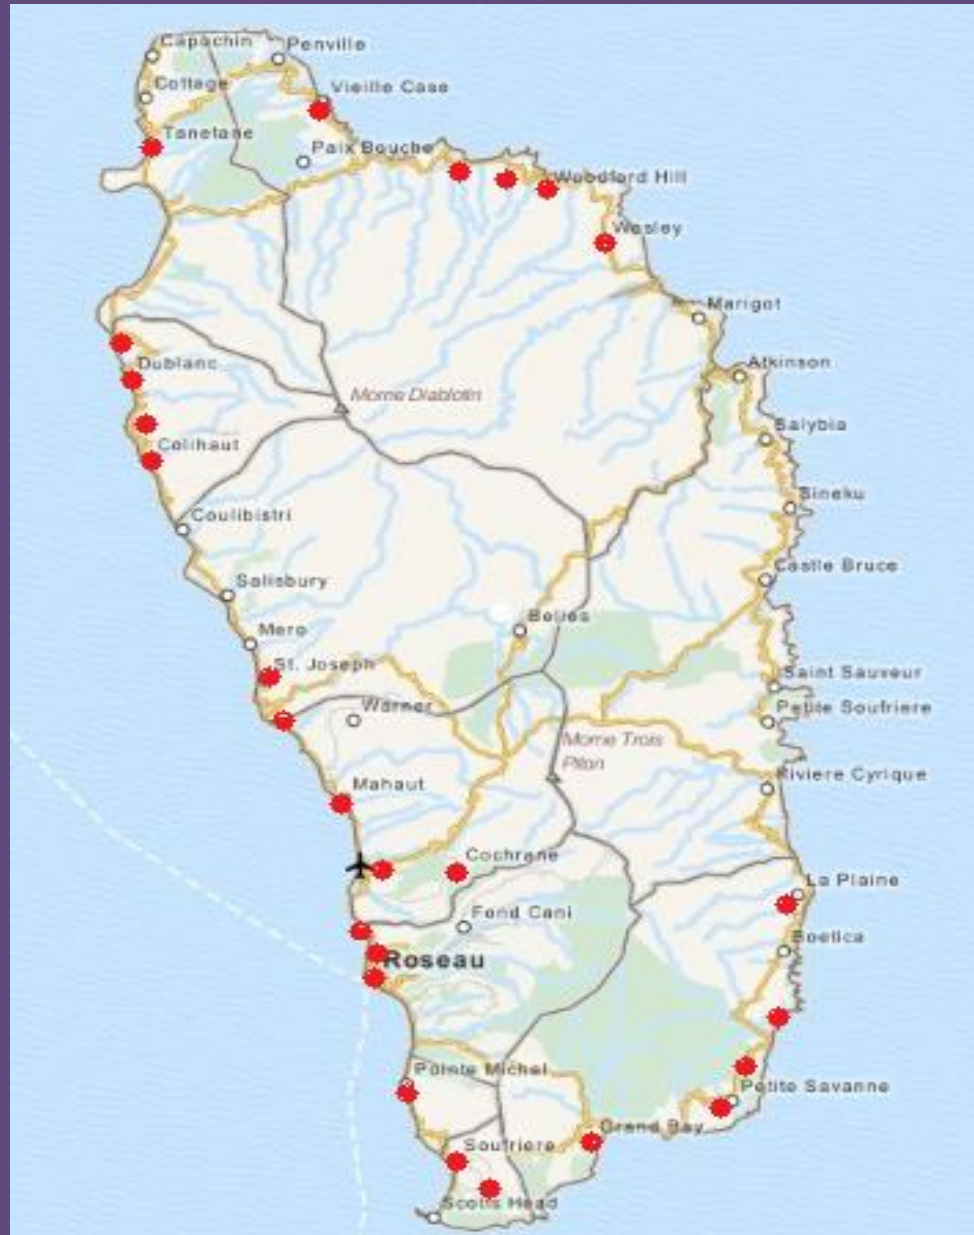 Capachin
Penville
Cottage
Vieille Case
Tanetane
Paix Bouche
Woodford Hill
Wesley
Marigot
Dublanc
Atkinson
Morne Diablotin
Salybia
Colihaut
Sineku
Coulibistri
Castle Bruce
Salisbury
Belles
Mero
St. Joseph
Saint Sauveur
Warner
Petite Soufriere
Morne Trois
Piton
Riviere Cyrique
Mahaut
Cochrane
La Plaine
Fond Cani
Boetica
Roseau
Pointe Michel
Petite Savanne
Grand Bay
Soufriere
Scotts Head